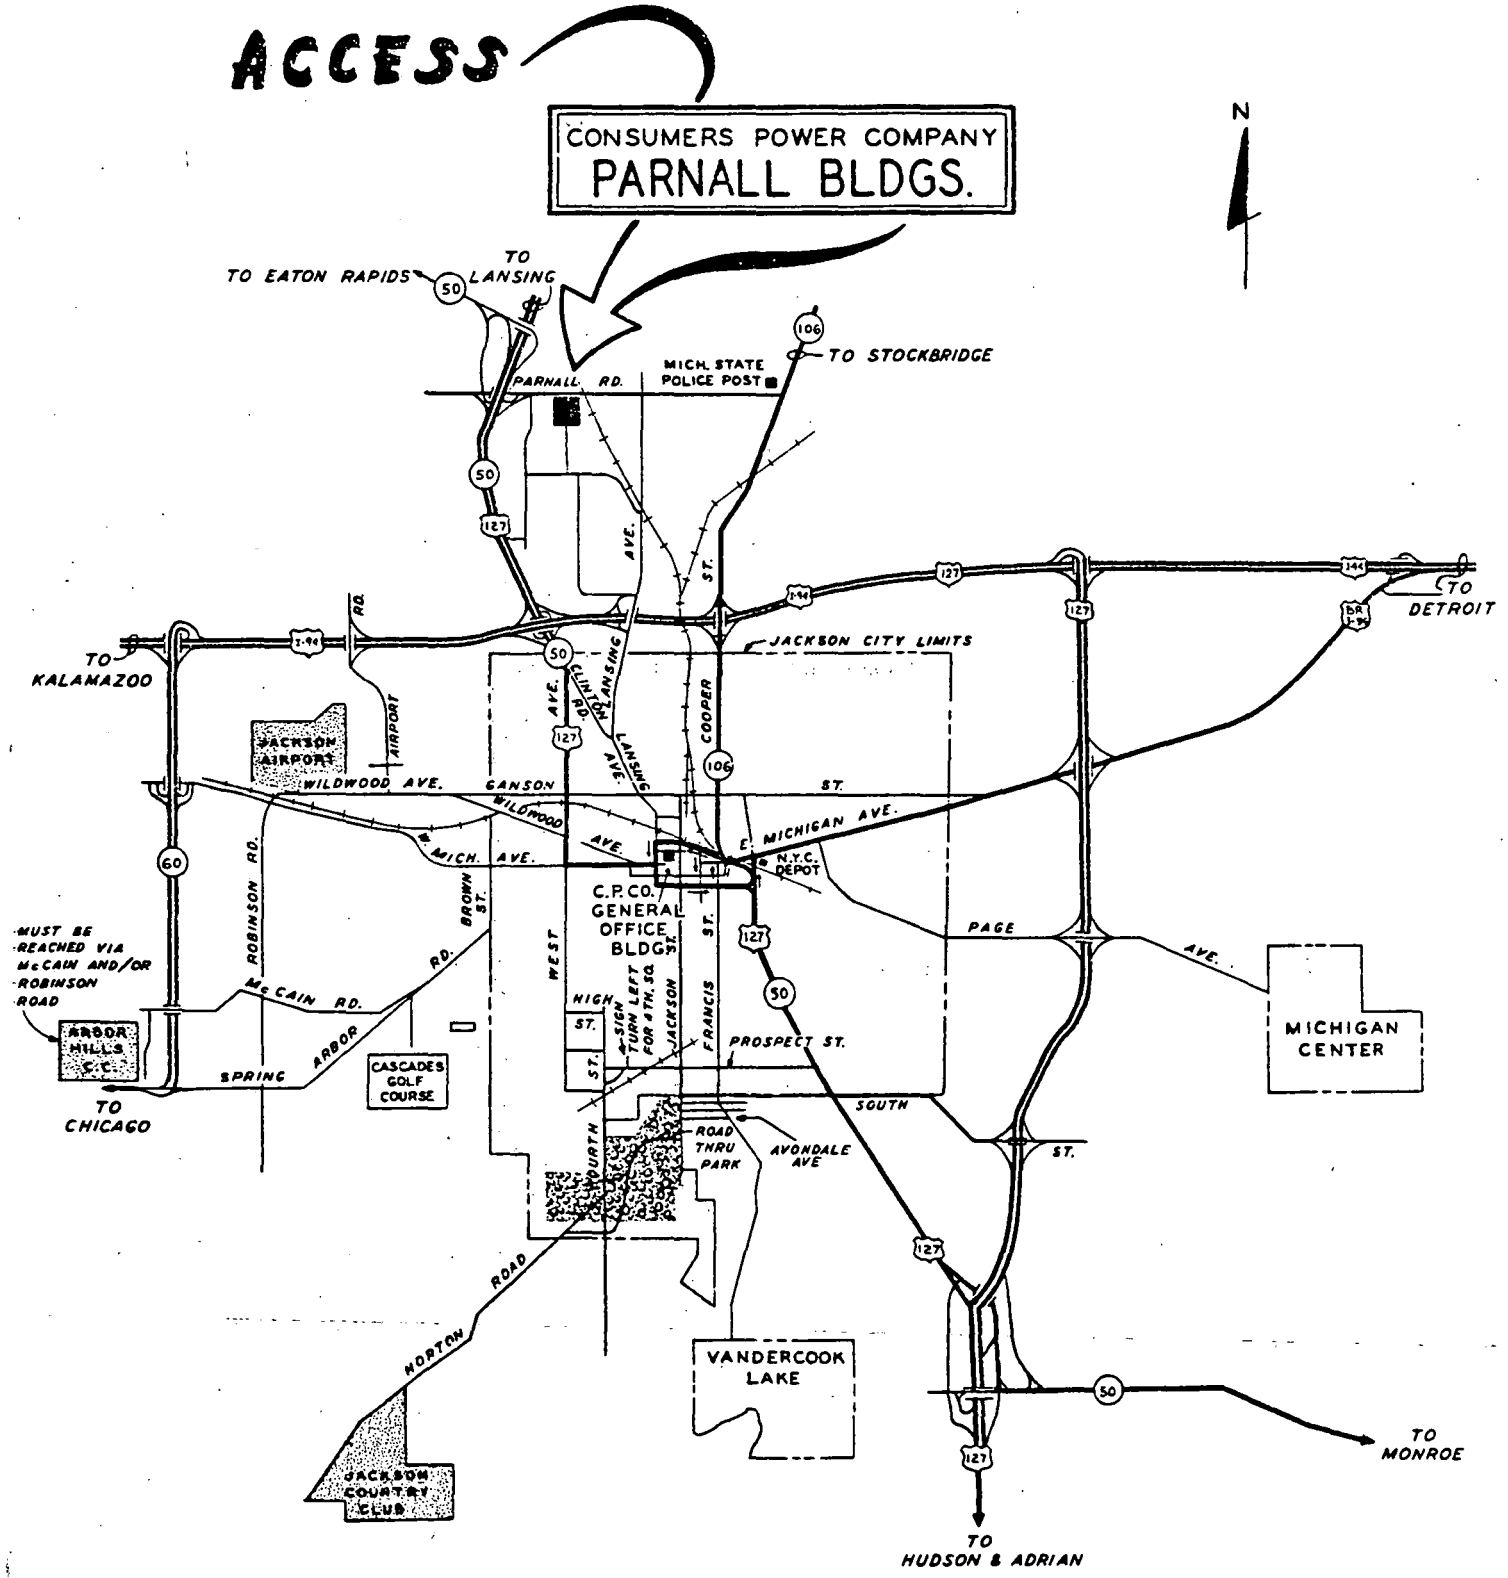 ACCESS
N
CONSUMERS POWER COMPANY
PARNALL BLDGS.
TO EATON RAPIDS
50
TO
LANSING
106
TO STOCKBRIDGE
MICH. STATE
POLICE POST
PARNALL RD.
50
127
AVE.
ST.
127
I-94
I-94
TO
DETROIT
127
BR
I-94
RD.
I-94
TO
KALAMAZOO
50
JACKSON CITY LIMITS
CLINTON
RD.
LANSING
AVE.
127
COOPER
106
AIRPORT
JACKSON
AIRPORT
LANSING
AVE.
WILDWOOD AVE.
GANSON
ST.
WILDWOOD
AVE.
E MICHIGAN AVE.
W. MICH. AVE.
N.Y.C.
DEPOT
60
ROBINSON RD.
BROWN
ST.
C.P.CO.
GENERAL
OFFICE
BLDG.
ST.
ST.
WEST
127
PAGE
AVE.
MUST BE
REACHED VIA
McCAIN AND/OR
ROBINSON
ROAD
RD.
McCAIN RD.
50
HIGH
ST.
SIGN
TURN LEFT
FOR 4TH. SQ.
JACKSON
FRANCIS
PROSPECT ST.
MICHIGAN
CENTER
ARBOR
HILLS
C.C.
ARBOR
SPRING
CASCADES
GOLF
COURSE
ST.
TO
CHICAGO
SOUTH
ST.
FOURTH
ROAD
THRU
PARK
AVONDALE
AVE
127
ROAD
HORTON
VANDERCOOK
LAKE
50
TO
MONROE
JACKSON
COUNTRY
CLUB
127
TO
HUDSON & ADRIAN